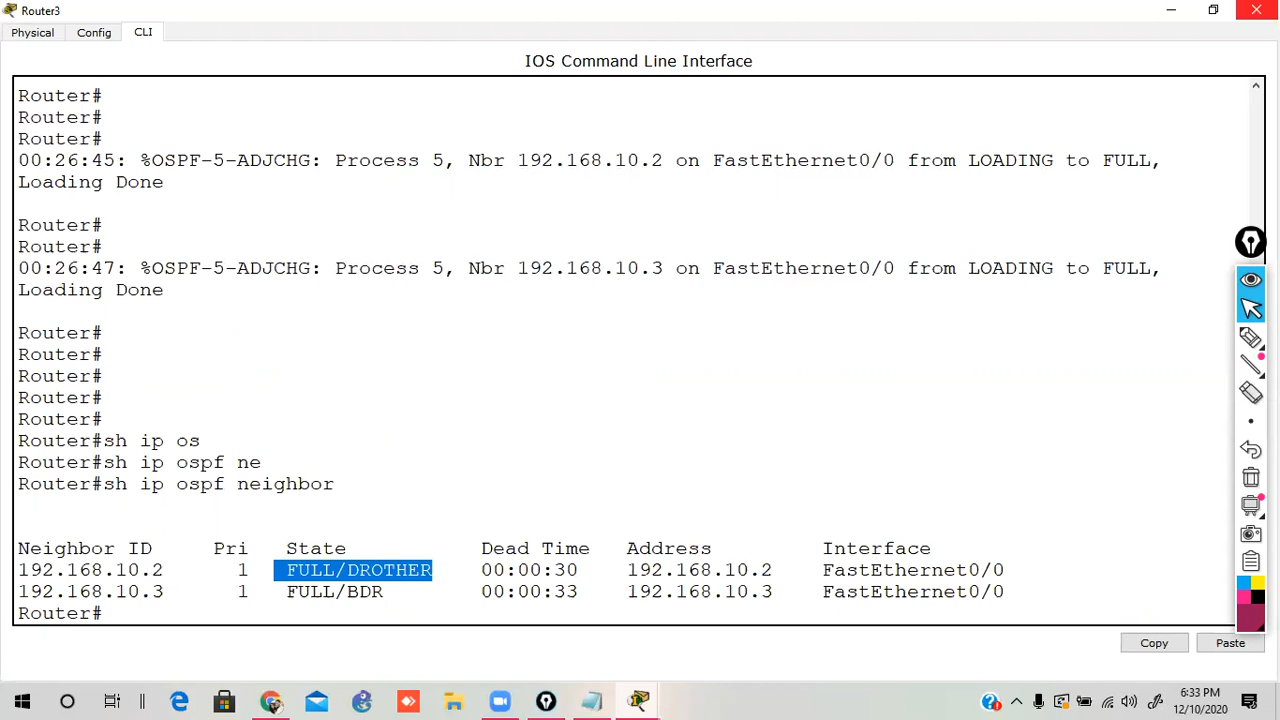 Router3
Physical Config CLI
IOS Command Line Interface
Router#
Router#
Router#
00:26:45: %OSPF-5-ADJCHG: Process 5, Nbr 192.168.10.2 on FastEthernet0/0 from LOADING to FULL,
Loading Done
Router#
Router#
00:26:47: %OSPF-5-ADJCHG: Process 5, Nbr 192.168.10.3 on FastEthernet0/0 from LOADING to FULL,
Loading Done
Router#
Router#
Router#
Router#
Router#
Router#sh ip os
Router#sh ip ospf ne
Router#sh ip ospf neighbor
Neighbor ID Pri State Dead Time Address Interface
192.168.10.2 1 FULL/DROTHER 00:00:30 192.168.10.2 FastEthernet0/0
192.168.10.3 1 FULL/BDR 00:00:33 192.168.10.3 FastEthernet0/0
Router#
Copy Paste
6:33 PM
12/10/2020